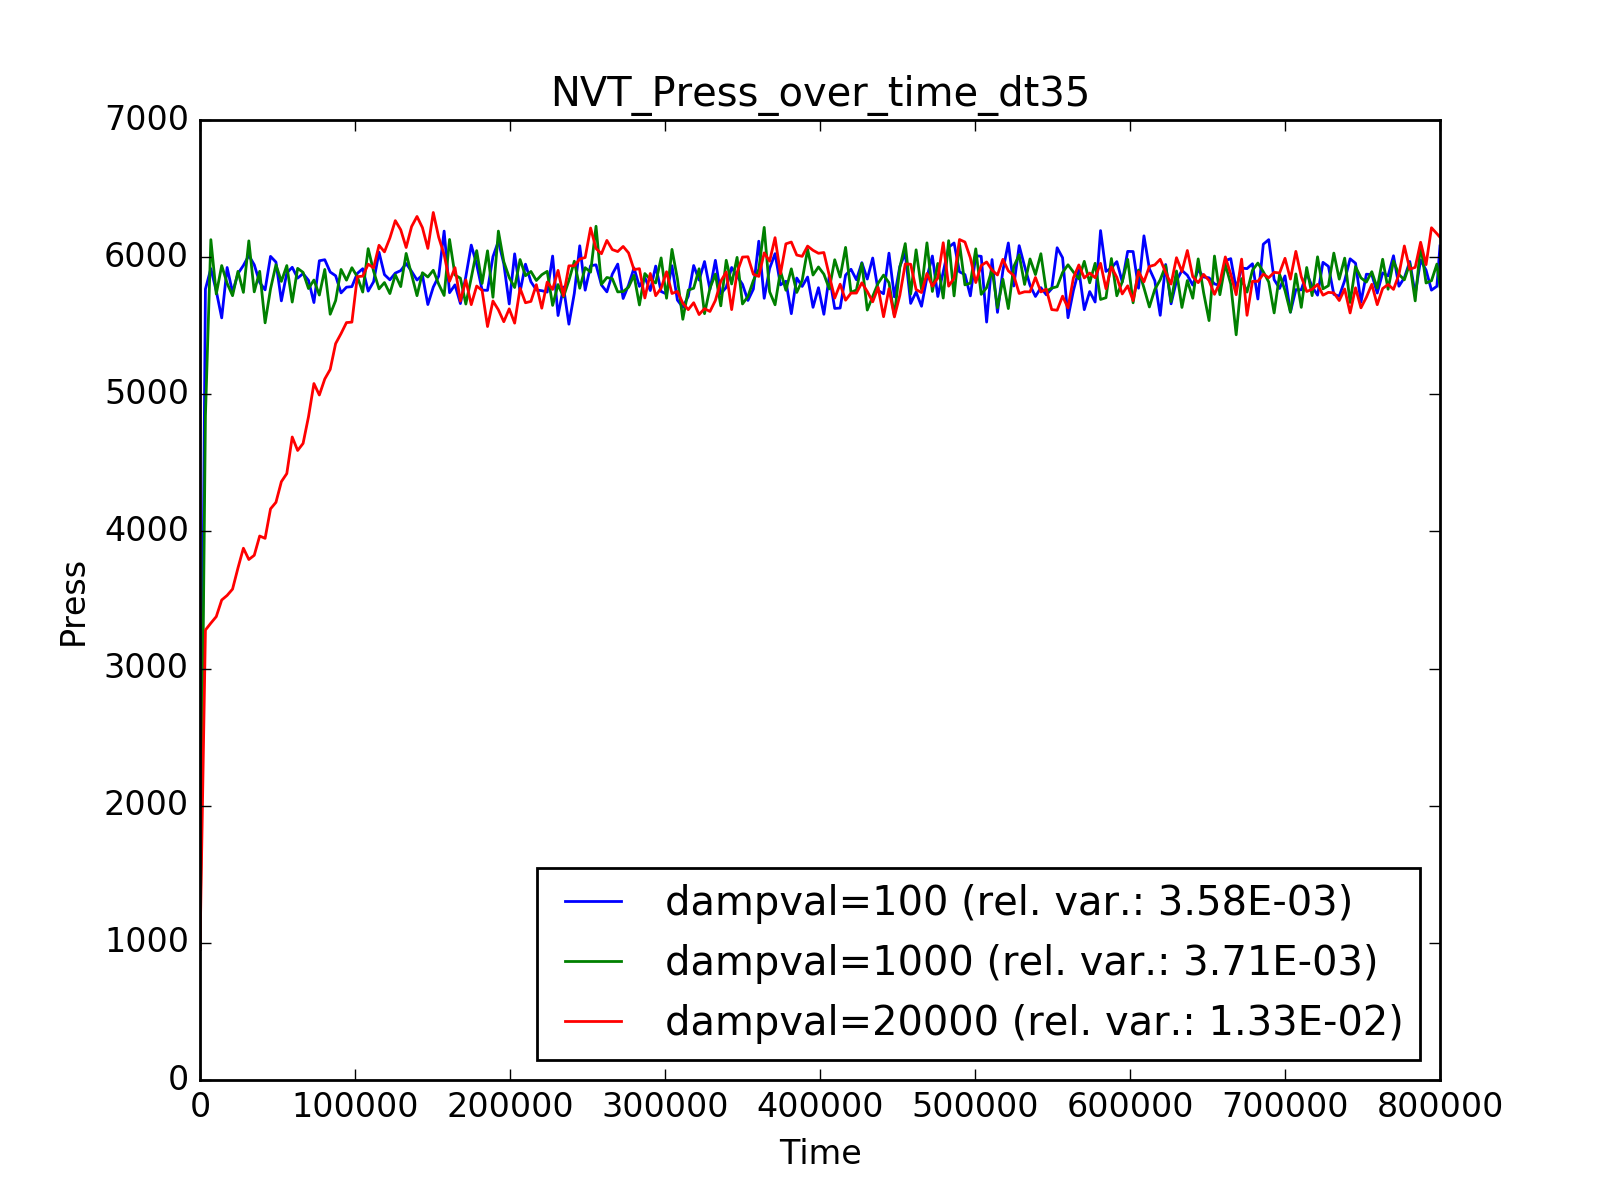 NVT_Press_over_time_dt35
7000
6000
5000
4000
3000
2000
1000
0
Press
dampval=100 (rel. var.: 3.58E-03)
dampval=1000 (rel. var.: 3.71E-03)
dampval=20000 (rel. var.: 1.33E-02)
0 100000 200000 300000 400000 500000 600000 700000 800000
Time